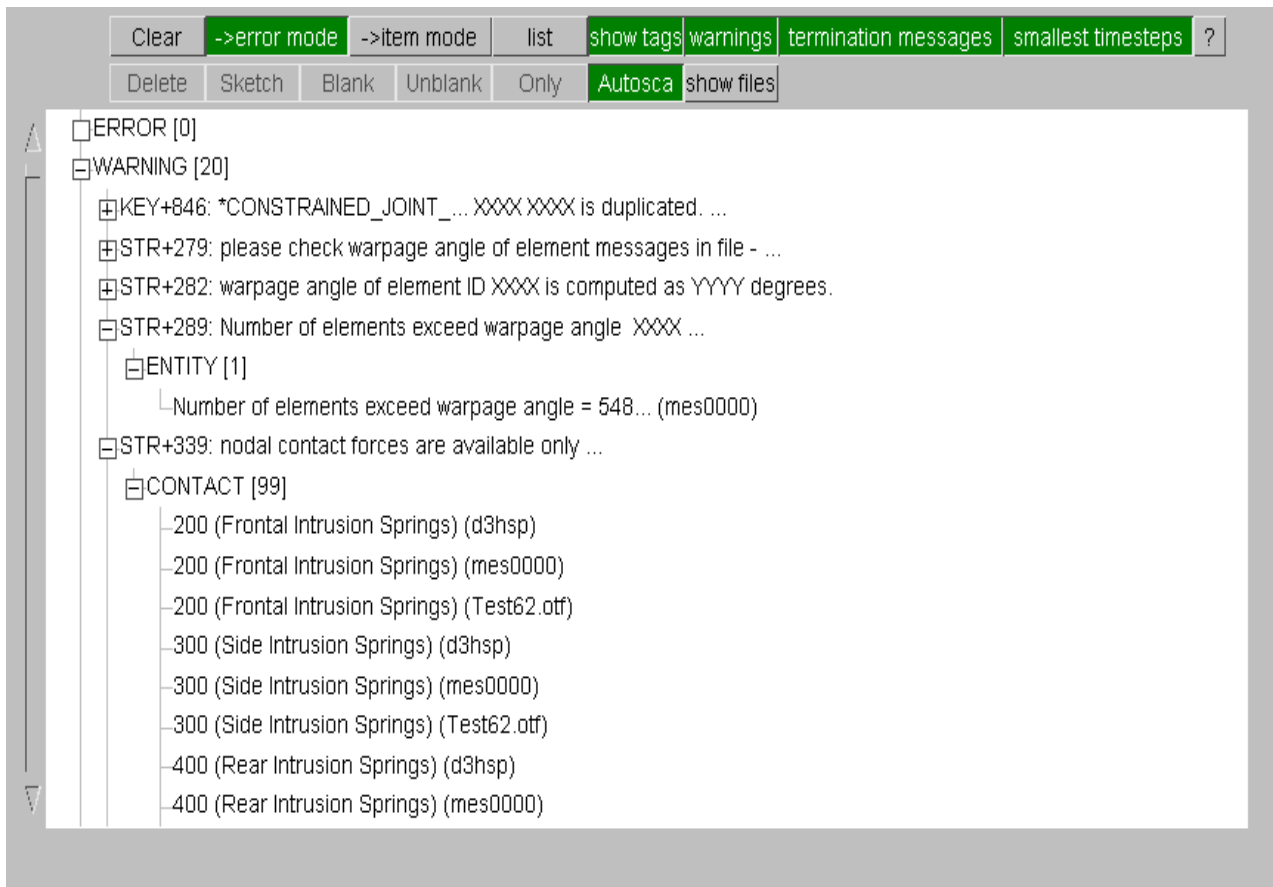 Clear ->error mode ->item mode list show tags warnings termination messages smallest timesteps ?
Delete Sketch Blank Unblank Only Autosca show files
ERROR [0]
WARNING [20]
KEY+846: *CONSTRAINED_JOINT_... XXXX XXXX is duplicated. ...
STR+279: please check warpage angle of element messages in file - ...
STR+282: warpage angle of element ID XXXX is computed as YYYY degrees.
STR+289: Number of elements exceed warpage angle XXXX ...
ENTITY [1]
Number of elements exceed warpage angle = 548... (mes0000)
STR+339: nodal contact forces are available only ...
CONTACT [99]
200 (Frontal Intrusion Springs) (d3hsp)
200 (Frontal Intrusion Springs) (mes0000)
200 (Frontal Intrusion Springs) (Test62.otf)
300 (Side Intrusion Springs) (d3hsp)
300 (Side Intrusion Springs) (mes0000)
300 (Side Intrusion Springs) (Test62.otf)
400 (Rear Intrusion Springs) (d3hsp)
400 (Rear Intrusion Springs) (mes0000)